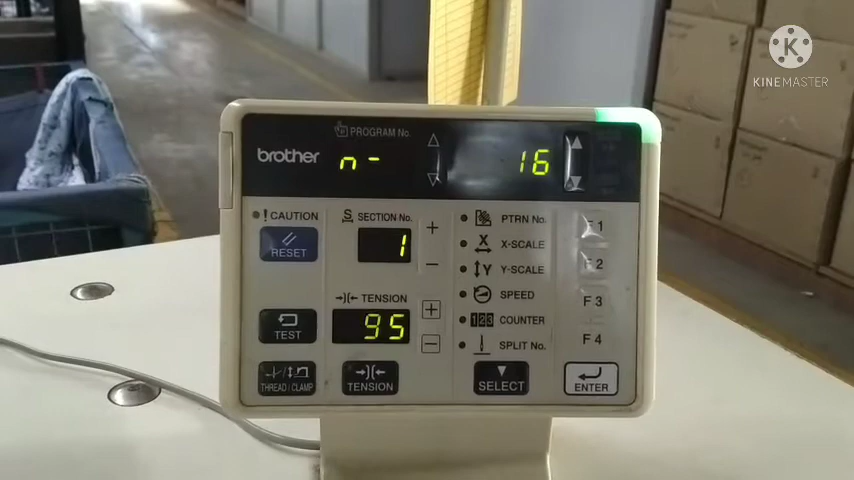 KINEMASTER
PROGRAM No.
brother
n- 16
! CAUTION
S SECTION No.
+
PTRN No.
1
RESET
1
X X-SCALE
−
Y Y-SCALE
2
TENSION
+
SPEED
F 3
TEST
95
123 COUNTER
−
SPLIT No.
F 4
THREAD / CLAMP
TENSION
SELECT
ENTER